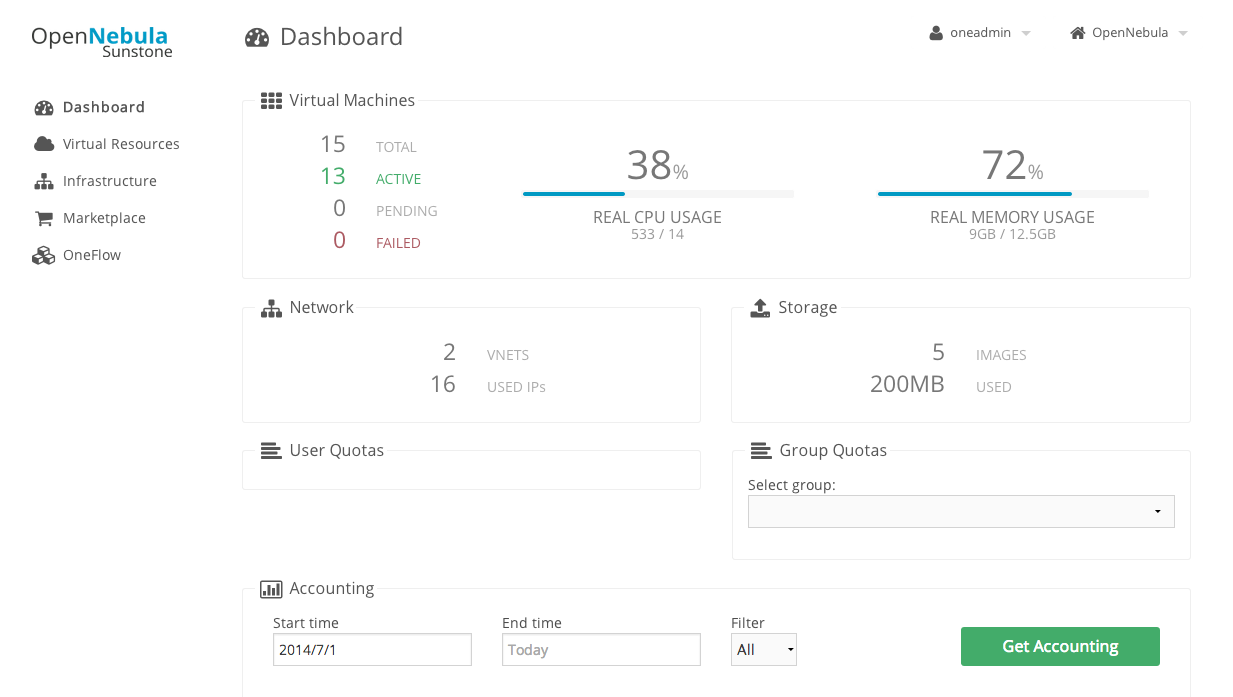 OpenNebula
Sunstone
Dashboard
oneadmin
OpenNebula
Dashboard
Virtual Resources
Infrastructure
Marketplace
OneFlow
Virtual Machines
15 TOTAL
13 ACTIVE
0 PENDING
0 FAILED
38%
REAL CPU USAGE
533 / 14
72%
REAL MEMORY USAGE
9GB / 12.5GB
Network
2 VNETS
16 USED IPs
Storage
5 IMAGES
200MB USED
User Quotas
Group Quotas
Select group:
Accounting
Start time
2014/7/1
End time
Today
Filter
All
Get Accounting